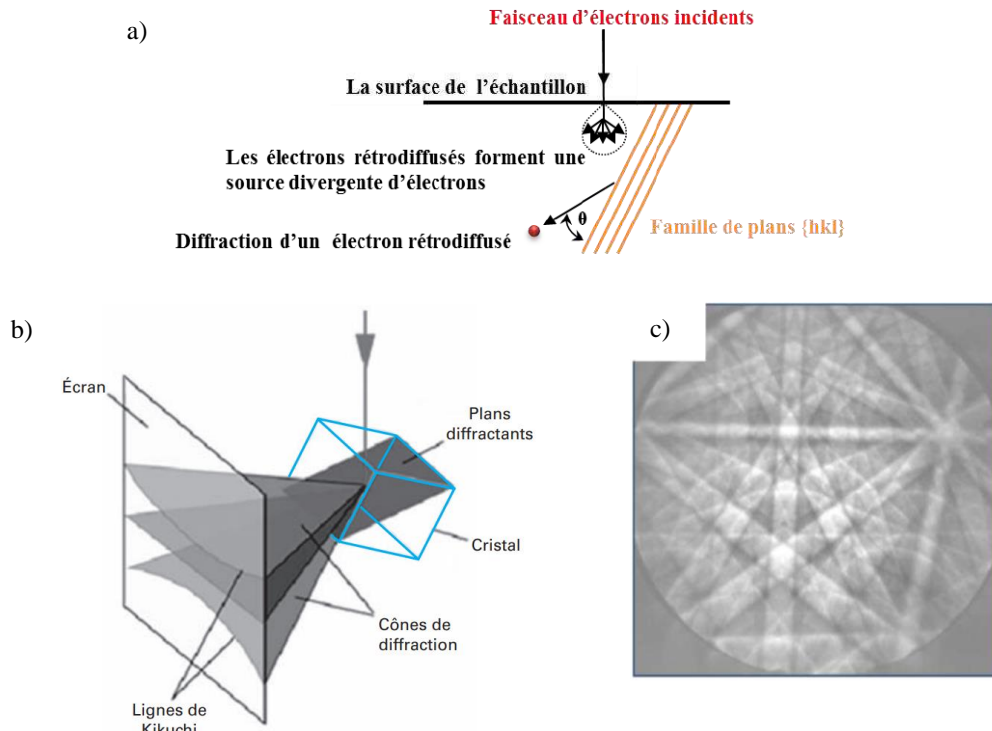 a)
Faisceau d'électrons incidents
La surface de l'échantillon
Les électrons rétrodiffusés forment une
source divergente d'électrons
θ
Diffraction d'un électron rétrodiffusé
Famille de plans {hkl}
b)
c)
Écran
Plans
diffractants
Cristal
Cônes de
diffraction
Lignes de
Kikuchi